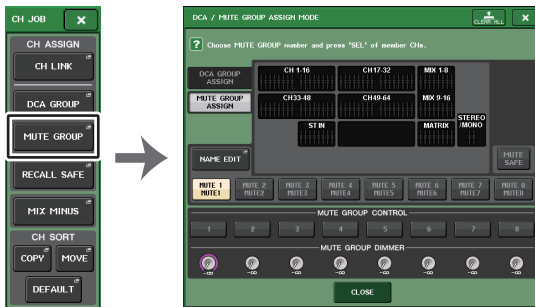 CH JOB
CH ASSIGN
CH LINK
DCA GROUP
MUTE GROUP
RECALL SAFE
MIX MINUS
CH SORT
COPY
MOVE
DEFAULT
DCA / MUTE GROUP ASSIGN MODE
CLEAR ALL
? Choose MUTE GROUP number and press 'SEL' of member CHs.
DCA GROUP
ASSIGN
MUTE GROUP
ASSIGN
NAME EDIT
CH 1-16
CH17-32
MIX 1-8
CH33-48
CH49-64
MIX 9-16
ST IN
MATRIX
STEREO
/MONO
MUTE
SAFE
MUTE 1
MUTE1
MUTE 2
MUTE2
MUTE 3
MUTE3
MUTE 4
MUTE4
MUTE 5
MUTE5
MUTE 6
MUTE6
MUTE 7
MUTE7
MUTE 8
MUTE8
MUTE GROUP CONTROL
1 2 3 4 5 6 7 8
MUTE GROUP DIMMER
-∞ -∞ -∞ -∞ -∞ -∞ -∞ -∞
CLOSE